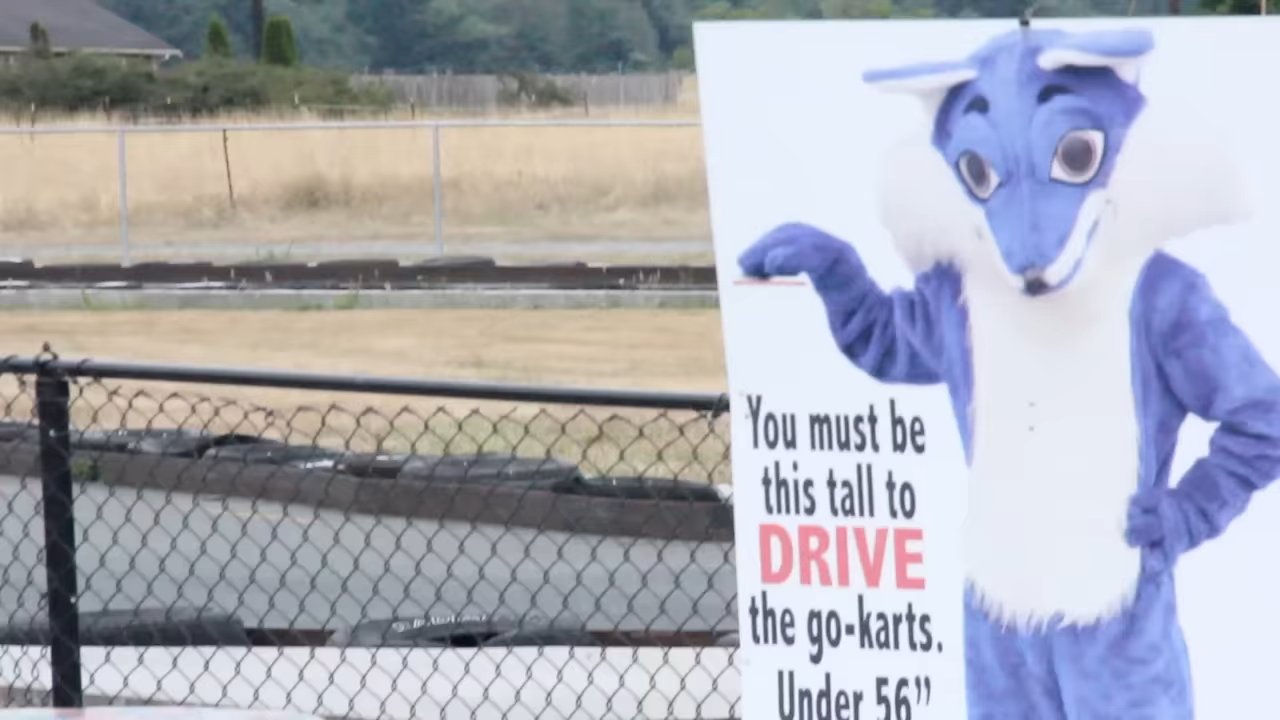 You must be
this tall to
DRIVE
the go-karts.
Under 56”